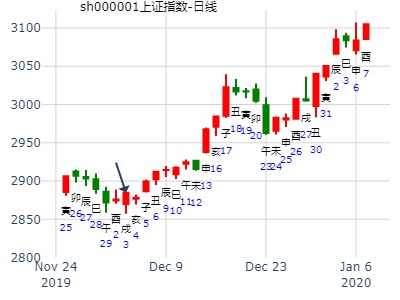 sh000001上证指数-日线
3100
3050
3000
2950
2900
2850
2800
寅
25
卯
26
辰
27
巳
28
午
29
酉
2
戌
3
亥
4
子
5
丑
6
辰
9
巳
10
午
11
未
12
申
13
亥
16
子
17
丑
18
寅
19
卯
20
午
23
未
24
申
25
酉
26
戌
27
丑
30
寅
31
辰
2
巳
3
申
6
酉
7
Nov 24
2019
Dec 9
Dec 23
Jan 6
2020